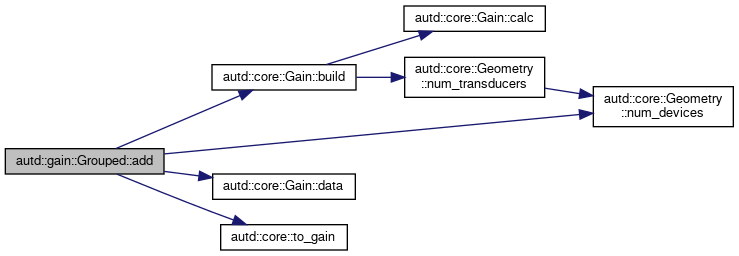 autd::core::Gain::calc
autd::core::Gain::build
autd::core::Geometry
::num_transducers
autd::core::Geometry
::num_devices
autd::gain::Grouped::add
autd::core::Gain::data
autd::core::to_gain